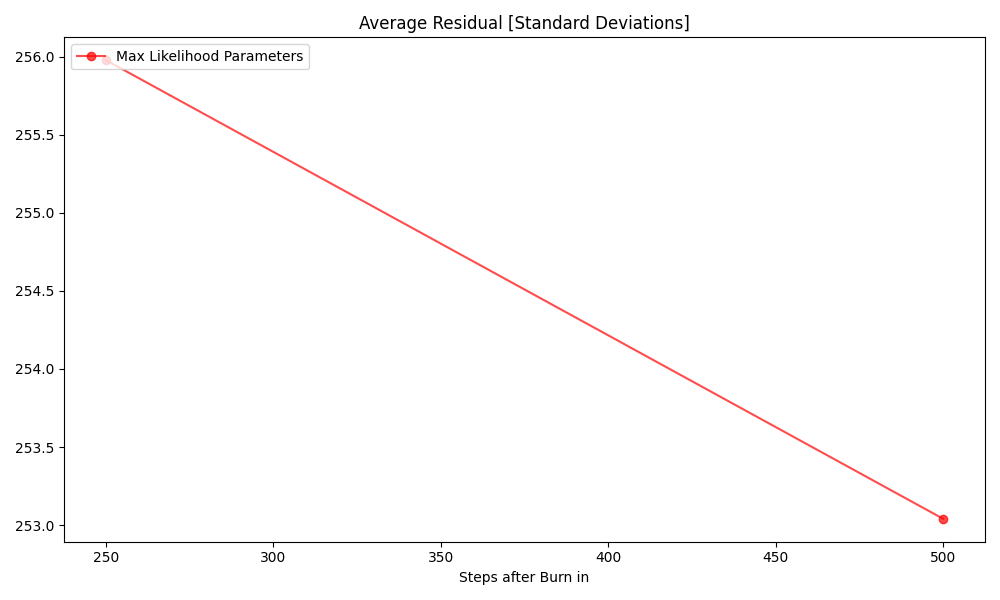 Average Residual [Standard Deviations]
Max Likelihood Parameters
256.0
255.5
255.0
254.5
254.0
253.5
253.0
250 300 350 400 450 500
Steps after Burn in